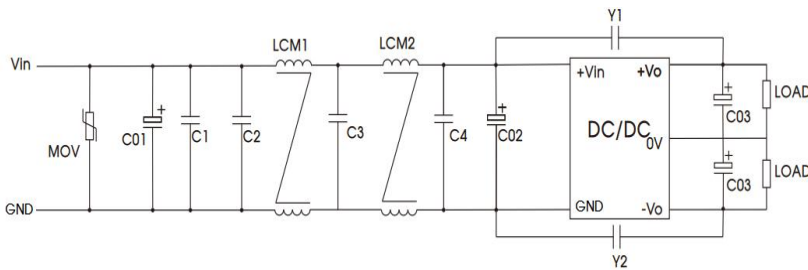 Y1
LCM1
LCM2
Vin
+Vin
+Vo
+
+
+
LOAD
C03
MOV
C01
C1
C2
C3
C4
C02
DC/DC
0V
+
LOAD
C03
GND
GND
-Vo
Y2